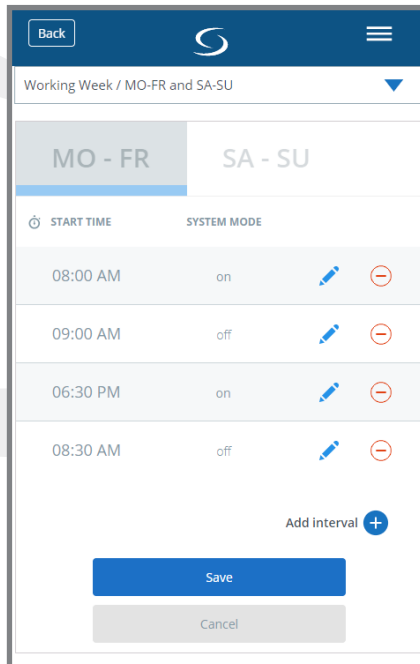 Back
Working Week / MO-FR and SA-SU
MO - FR SA - SU
START TIME SYSTEM MODE
08:00 AM on
09:00 AM off
06:30 PM on
08:30 AM off
Add interval
Save
Cancel